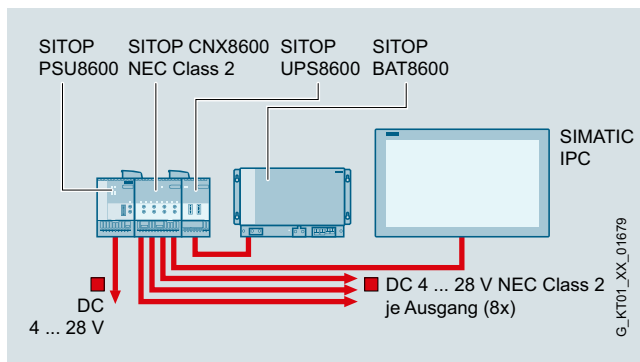 SITOP
PSU8600
SITOP CNX8600
NEC Class 2
SITOP
UPS8600
SITOP
BAT8600
SIMATIC
IPC
DC
4 ... 28 V
DC 4 ... 28 V NEC Class 2
je Ausgang (8x)
G_KT01_XX_01679